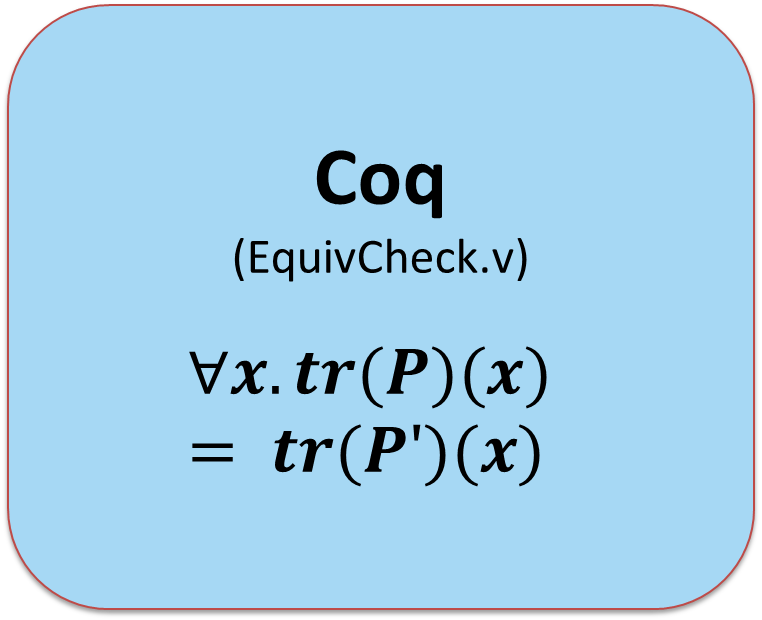 Coq
(EquivCheck.v)
∀x.tr(P)(x)
= tr(P')(x)